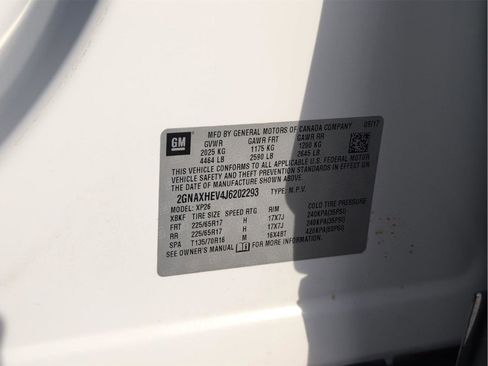 GM
MFD BY GENERAL MOTORS OF CANADA COMPANY 09/17
GVWR GAWR FRT GAWR RR
2025 KG 1175 KG 1200 KG
4464 LB 2590 LB 2645 LB
THIS VEHICLE CONFORMS TO ALL APPLICABLE U.S. FEDERAL MOTOR
VEHICLE SAFETY AND THEFT PREVENTION STANDARDS IN EFFECT ON
THE DATE OF MANUFACTURE SHOWN ABOVE.
2GNAXHEV4J6202293 TYPE: M.P.V.
MODEL: XP26
XBKF TIRE SIZE SPEED RTG RIM COLD TIRE PRESSURE
FRT 225/65R17 H 17X7J 240KPA(35PSI)
RR 225/65R17 H 17X7J 240KPA(35PSI)
SPA T135/70R16 M 16X4BT 420KPA(60PSI)
SEE OWNER'S MANUAL FOR MORE INFORMATION.